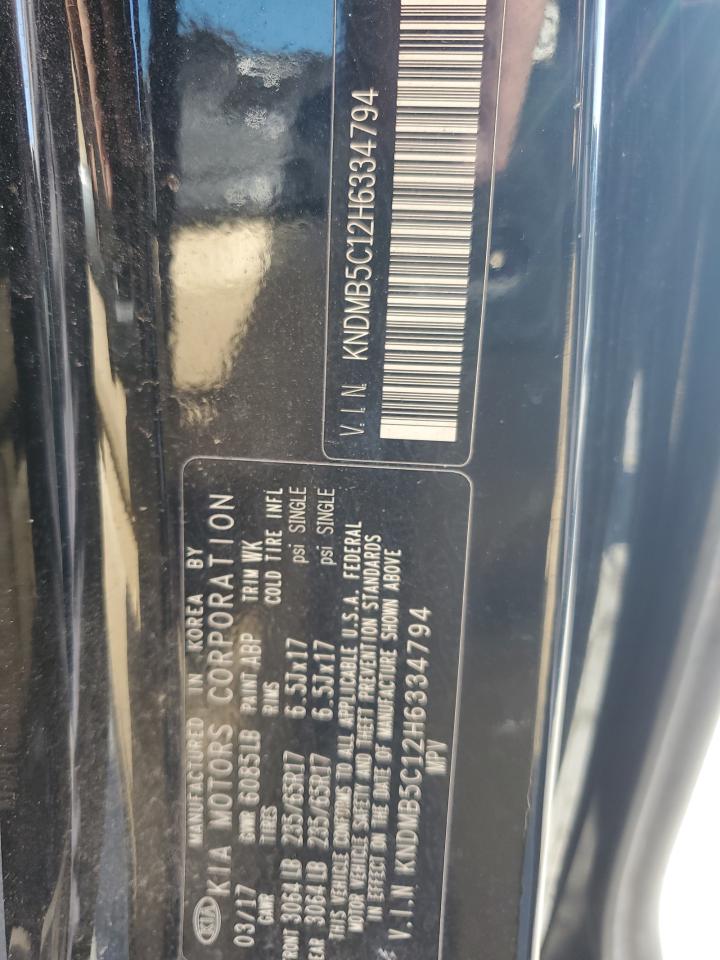 MANUFACTURED IN KOREA BY
KIA KIA MOTORS CORPORATION
03/17 GVWR 6085LB PAINT ABP TRIM WK
GAWR TIRES RIMS COLD TIRE INFL
FRONT 3064LB 235/65R17 6.5Jx17 psi SINGLE
REAR 3064LB 235/65R17 6.5Jx17 psi SINGLE
THIS VEHICLE CONFORMS TO ALL APPLICABLE U.S.A. FEDERAL
MOTOR VEHICLE SAFETY AND THEFT PREVENTION STANDARDS
IN EFFECT ON THE DATE OF MANUFACTURE SHOWN ABOVE
V.I.N KNDMB5C12H6334794
MPV
V.I.N. KNDMB5C12H6334794